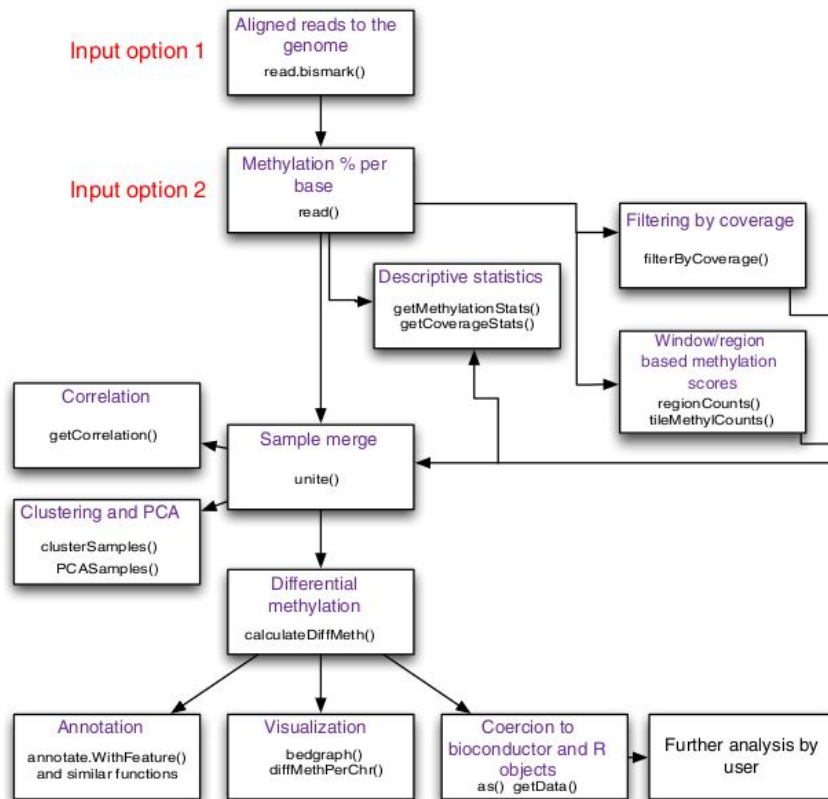 Input option 1
Aligned reads to the
genome
read.bismark()
Input option 2
Methylation % per
base
read()
Filtering by coverage
filterByCoverage()
Descriptive statistics
getMethylationStats()
getCoverageStats()
Window/region
based methylation
scores
regionCounts()
tileMethylCounts()
Correlation
getCorrelation()
Sample merge
unite()
Clustering and PCA
clusterSamples()
PCASamples()
Differential
methylation
calculateDiffMeth()
Annotation
annotate.WithFeature()
and similar functions
Visualization
bedgraph()
diffMethPerChr()
Coercion to
bioconductor and R
objects
as() getData()
Further analysis by
user